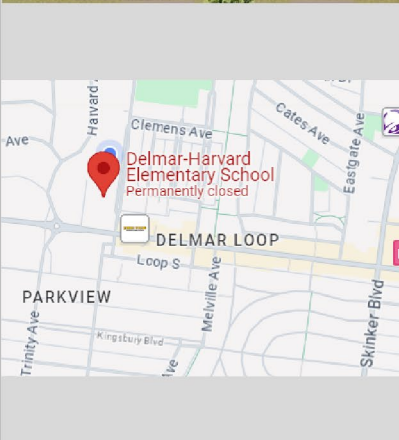 Harvard
Clemens Ave
Cates Ave
Ave
Eastgate Ave
Delmar-Harvard
Elementary School
Permanently closed
DELMAR LOOP
Loop S
PARKVIEW
Melville Ave
Skinker Blvd
Trinity Ave
Kingsbury Blvd
Ave